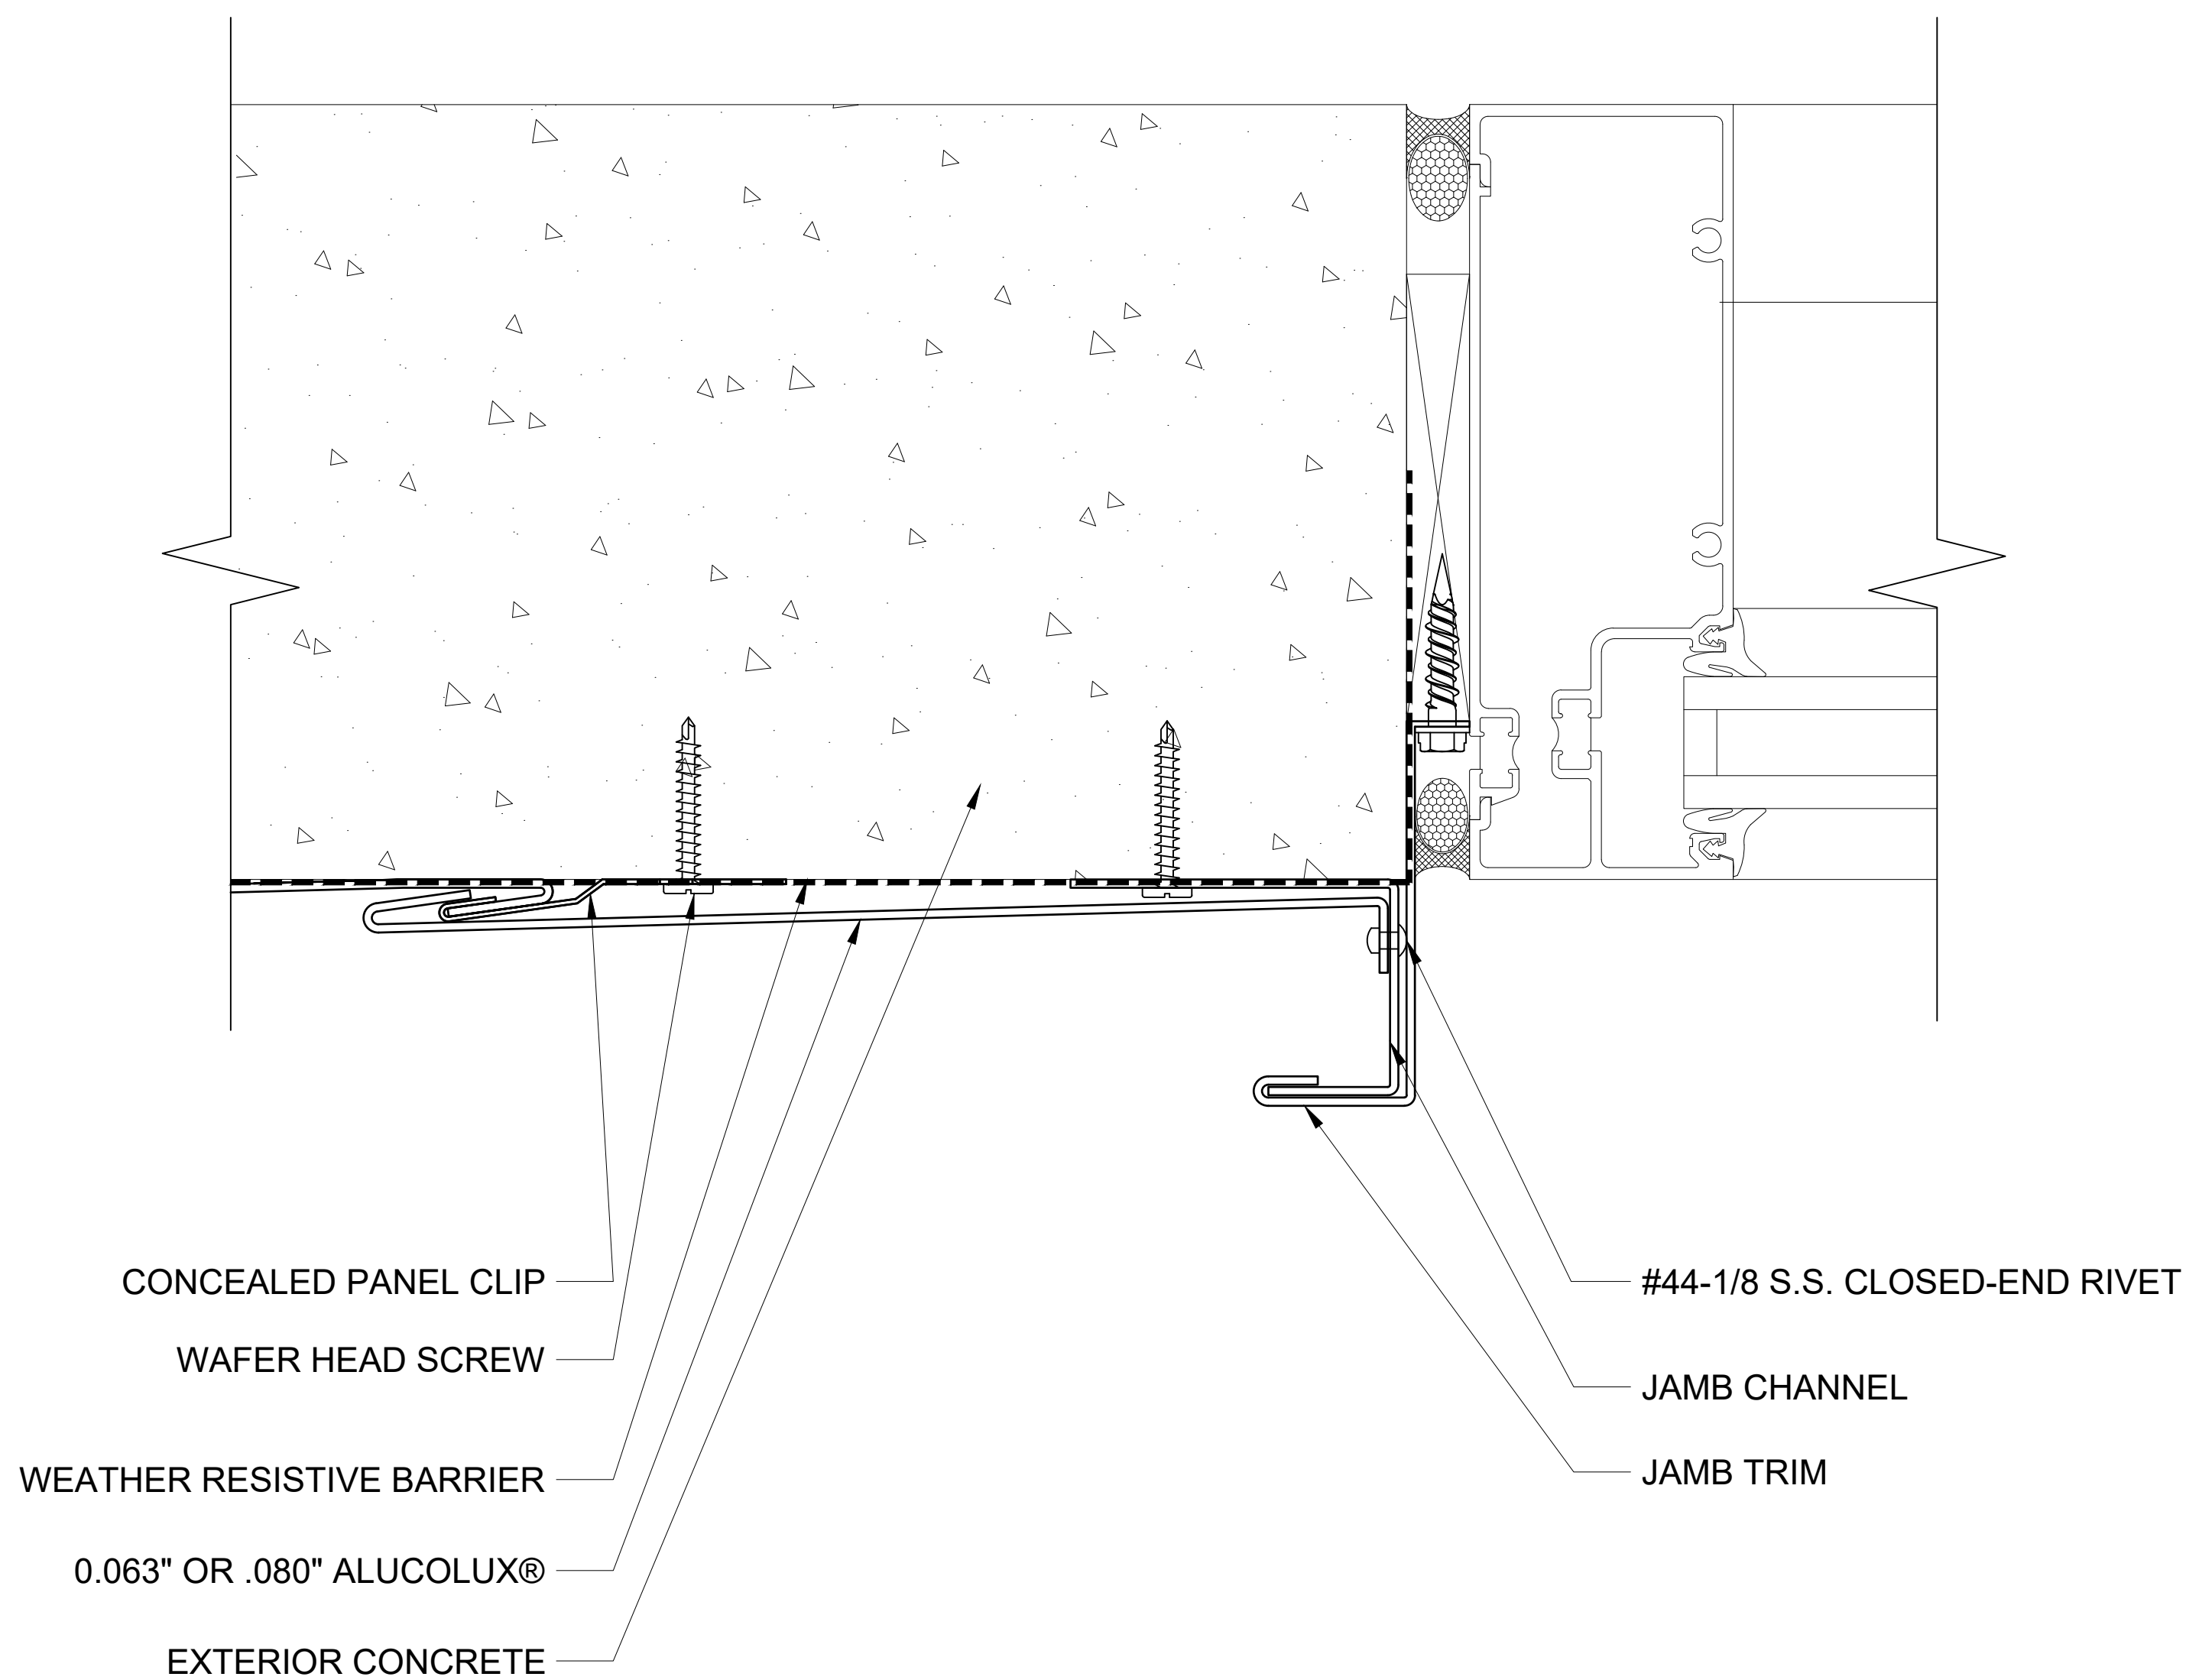 CONCEALED PANEL CLIP
WAFER HEAD SCREW
WEATHER RESISTIVE BARRIER
0.063" OR .080" ALUCOLUX®
EXTERIOR CONCRETE
#44-1/8 S.S. CLOSED-END RIVET
JAMB CHANNEL
JAMB TRIM